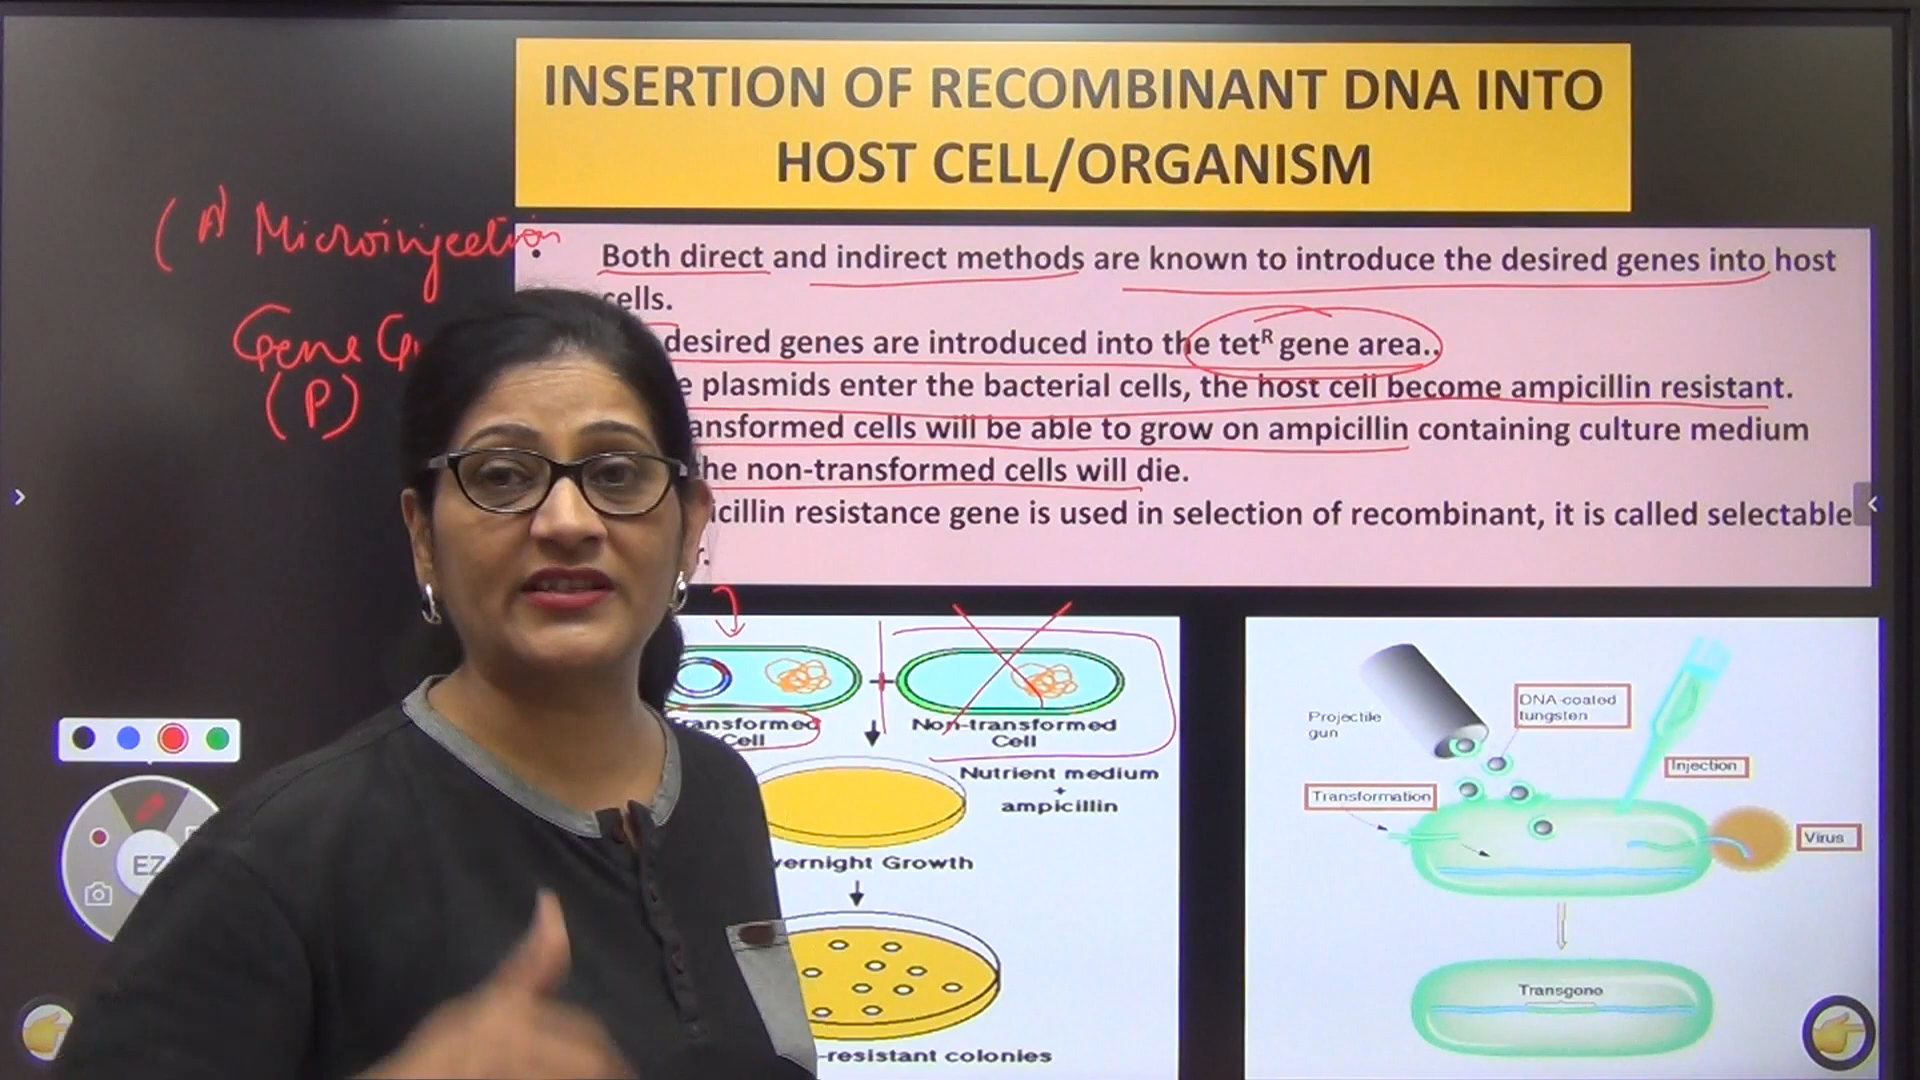 INSERTION OF RECOMBINANT DNA INTO
HOST CELL/ORGANISM
(A) Microinjection
Gene
(P)
• Both direct and indirect methods are known to introduce the desired genes into host
cells.
desired genes are introduced into the tetᴿ gene area..
plasmids enter the bacterial cells, the host cell become ampicillin resistant.
ansformed cells will be able to grow on ampicillin containing culture medium
he non-transformed cells will die.
icillin resistance gene is used in selection of recombinant, it is called selectable
r.
Transformed
Cell
+
Non-transformed
Cell
Nutrient medium
+
ampicillin
vernight Growth
-resistant colonies
Projectile
gun
DNA-coated
tungsten
Injection
Transformation
Virus
Transgene
EZ